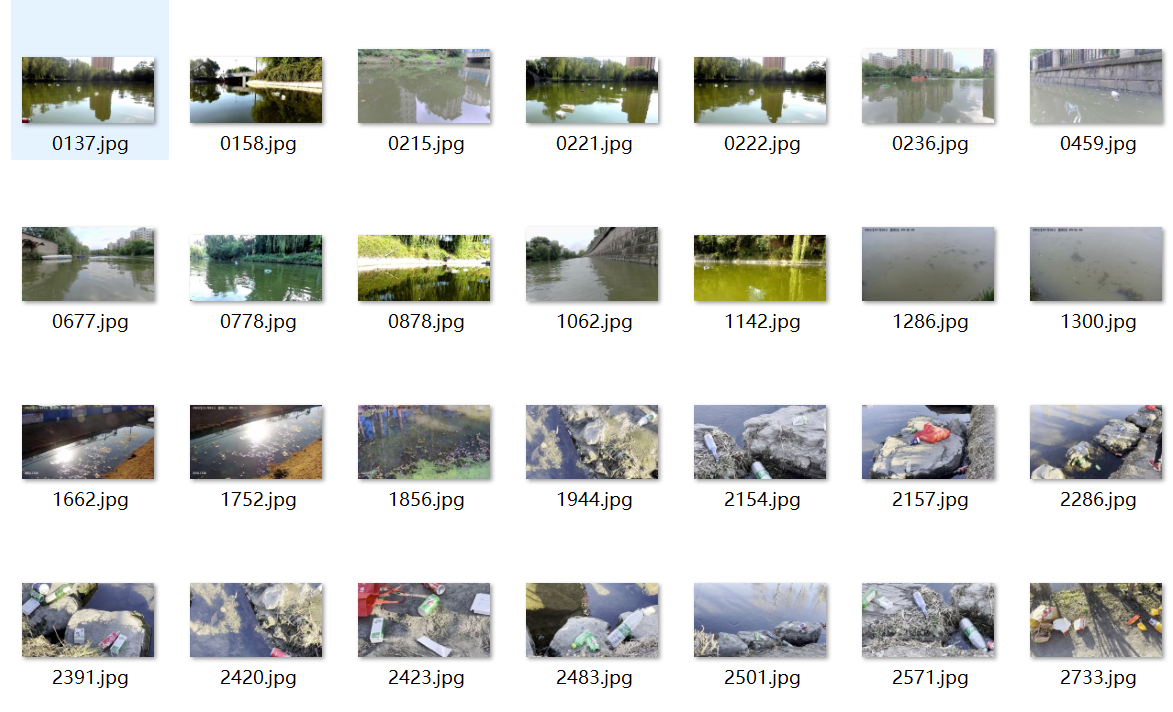 0137.jpg 0158.jpg 0215.jpg 0221.jpg 0222.jpg 0236.jpg 0459.jpg
0677.jpg 0778.jpg 0878.jpg 1062.jpg 1142.jpg 1286.jpg 1300.jpg
1662.jpg 1752.jpg 1856.jpg 1944.jpg 2154.jpg 2157.jpg 2286.jpg
2391.jpg 2420.jpg 2423.jpg 2483.jpg 2501.jpg 2571.jpg 2733.jpg